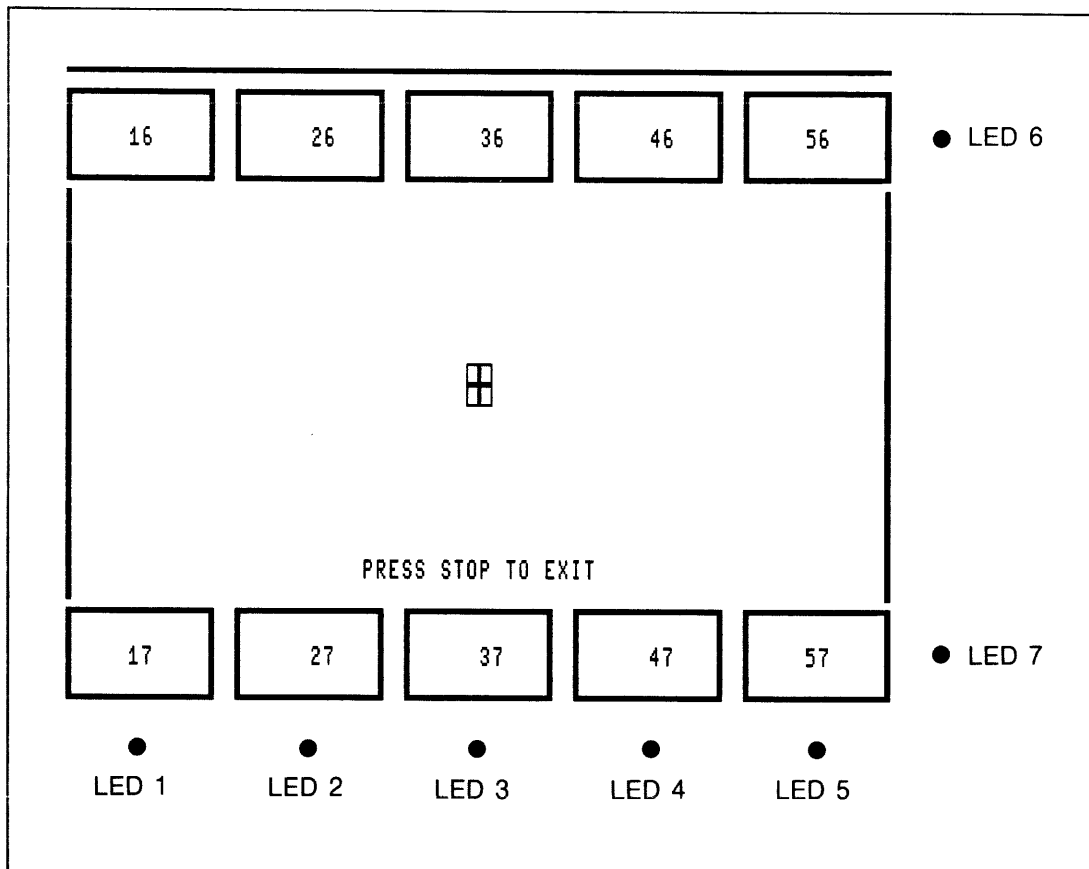 16 26 36 46 56 LED 6
PRESS STOP TO EXIT
17 27 37 47 57 LED 7
LED 1 LED 2 LED 3 LED 4 LED 5